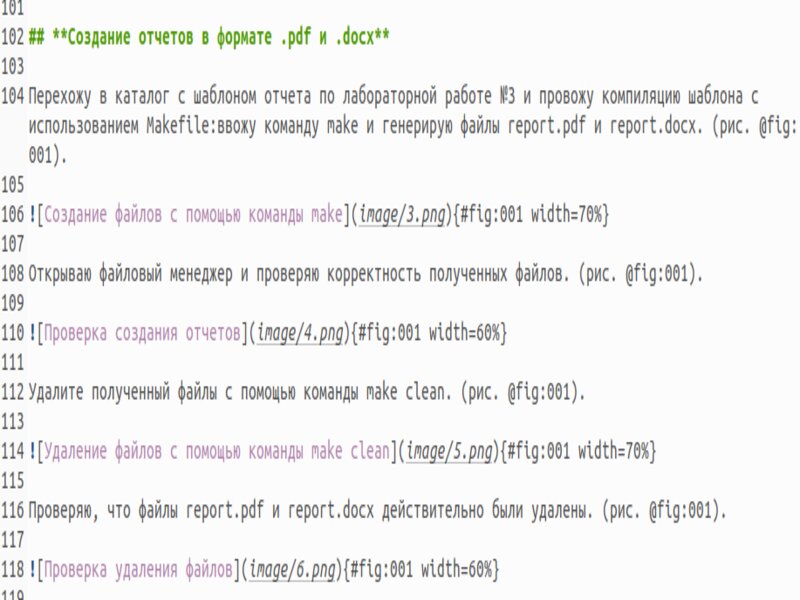 101
102 ## **Создание отчетов в формате .pdf и .docx**
103
104 Перехожу в каталог с шаблоном отчета по лабораторной работе №3 и провожу компиляцию шаблона с
использованием Makefile:ввожу команду make и генерирую файлы report.pdf и report.docx. (рис. @fig:
001).
105
106 ![Создание файлов с помощью команды make](image/3.png){#fig:001 width=70%}
107
108 Открываю файловый менеджер и проверяю корректность полученных файлов. (рис. @fig:001).
109
110 ![Проверка создания отчетов](image/4.png){#fig:001 width=60%}
111
112 Удалите полученный файлы с помощью команды make clean. (рис. @fig:001).
113
114 ![Удаление файлов с помощью команды make clean](image/5.png){#fig:001 width=70%}
115
116 Проверяю, что файлы report.pdf и report.docx действительно были удалены. (рис. @fig:001).
117
118 ![Проверка удаления файлов](image/6.png){#fig:001 width=60%}
119